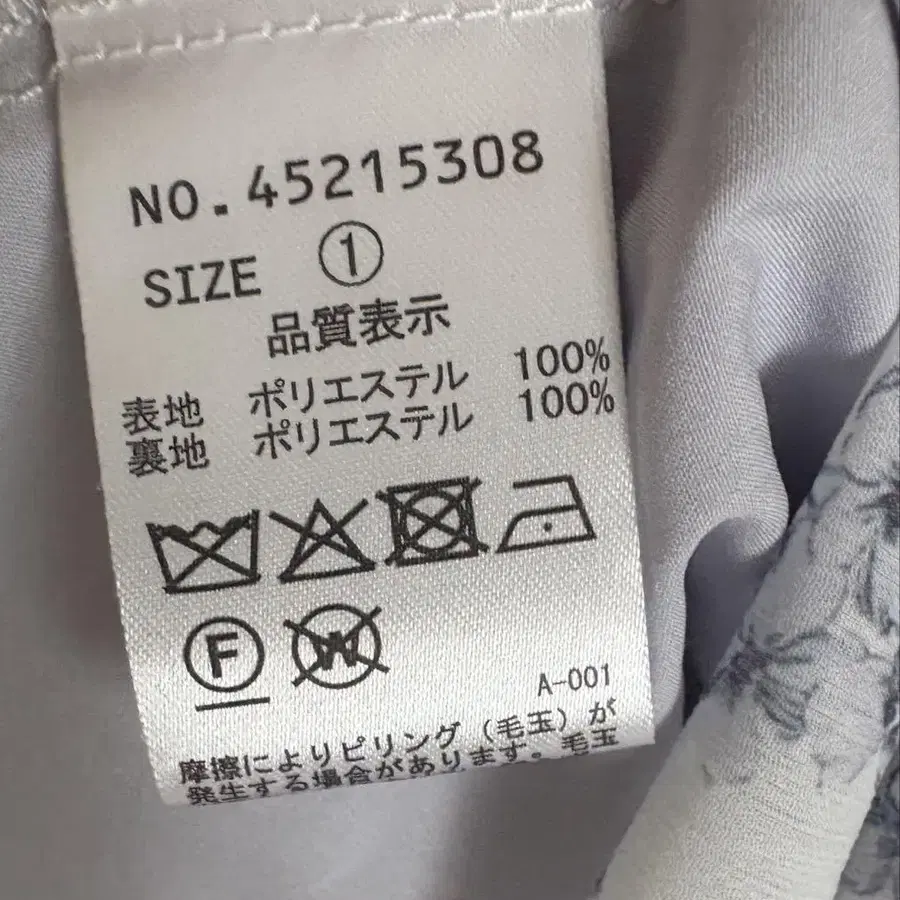 NO.45215308
SIZE ①
品質表示
表地 ポリエステル 100%
裏地 ポリエステル 100%
F W
A-001
摩擦によりピリング（毛玉）が
発生する場合があります。毛玉